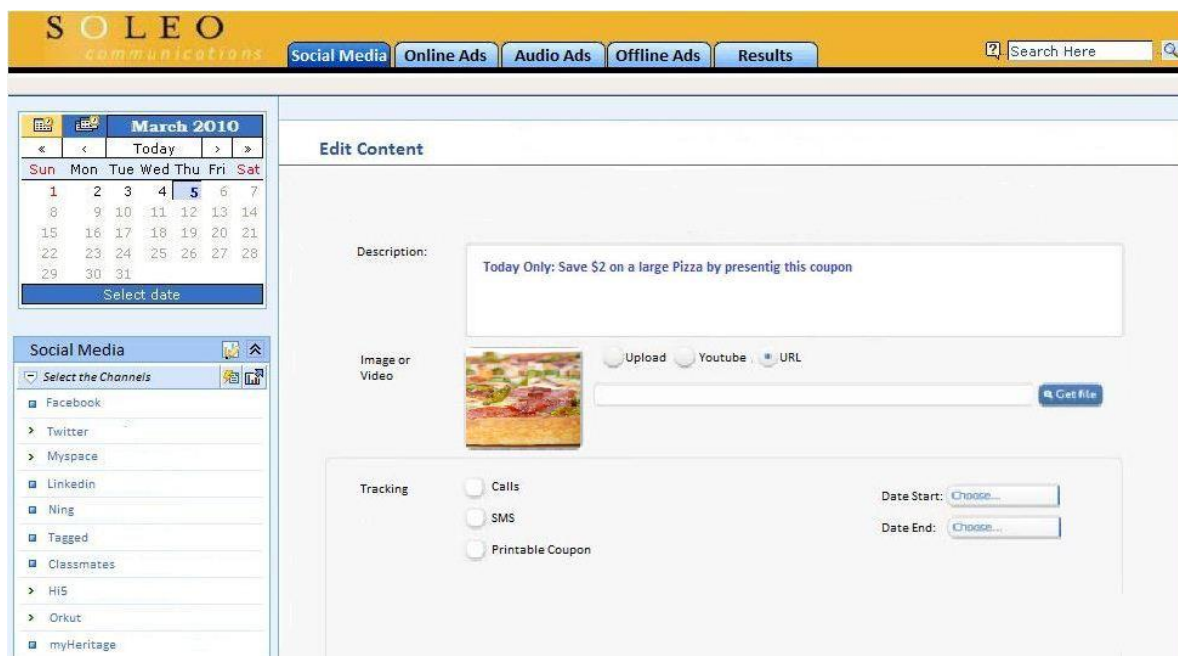 SOLEO
communications
Social Media Online Ads Audio Ads Offline Ads Results
Search Here
March 2010
« ‹ Today › »
Sun Mon Tue Wed Thu Fri Sat
1 2 3 4 5 6 7
8 9 10 11 12 13 14
15 16 17 18 19 20 21
22 23 24 25 26 27 28
29 30 31
Select date
Social Media
Select the Channels
Facebook
Twitter
Myspace
Linkedin
Ning
Tagged
Classmates
Hi5
Orkut
myHeritage
Edit Content
Description:
Today Only: Save $2 on a large Pizza by presentig this coupon
Image or
Video
Upload Youtube URL
Get file
Tracking
Calls
SMS
Printable Coupon
Date Start: Choose...
Date End: Choose...